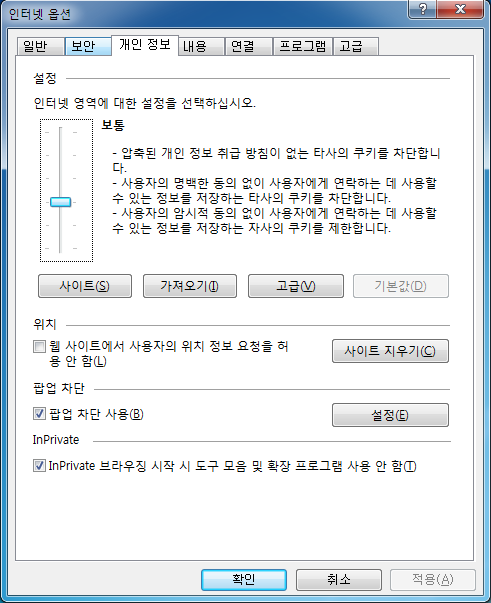 인터넷 옵션
일반 보안 개인 정보 내용 연결 프로그램 고급
설정
인터넷 영역에 대한 설정을 선택하십시오.
보통
- 압축된 개인 정보 취급 방침이 없는 타사의 쿠키를 차단합니
다.
- 사용자의 명백한 동의 없이 사용자에게 연락하는 데 사용할
수 있는 정보를 저장하는 타사의 쿠키를 차단합니다.
- 사용자의 암시적 동의 없이 사용자에게 연락하는 데 사용할
수 있는 정보를 저장하는 자사의 쿠키를 제한합니다.
사이트(S) 가져오기(I) 고급(V) 기본값(D)
위치
웹 사이트에서 사용자의 위치 정보 요청을 허
용 안 함(L)
사이트 지우기(C)
팝업 차단
팝업 차단 사용(B) 설정(E)
InPrivate
InPrivate 브라우징 시작 시 도구 모음 및 확장 프로그램 사용 안 함(T)
확인 취소 적용(A)